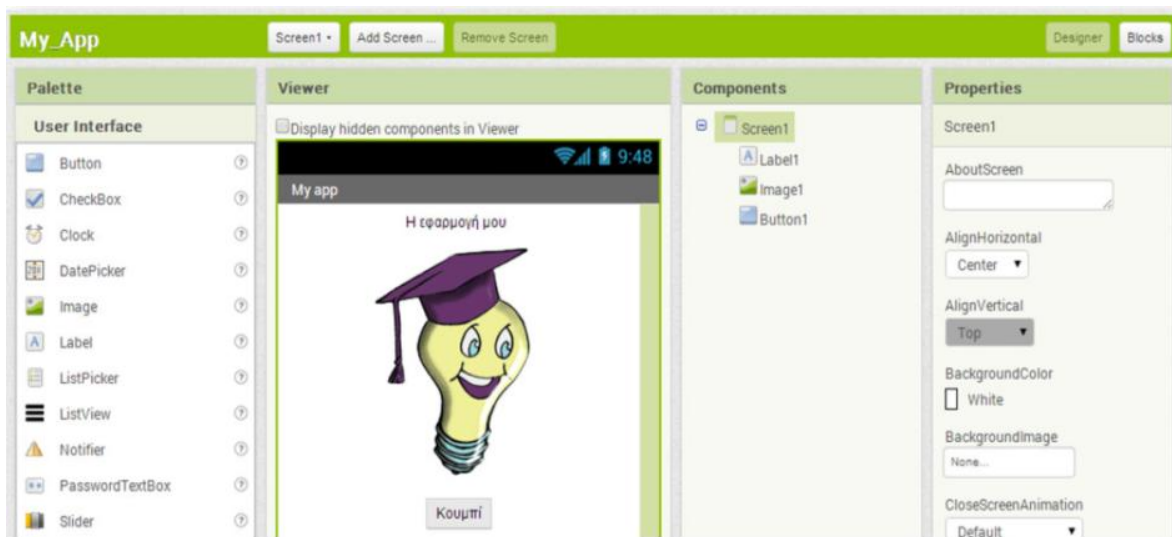 My_App
Screen1
Add Screen ...
Remove Screen
Designer
Blocks
Palette
User Interface
Button
CheckBox
Clock
DatePicker
Image
Label
ListPicker
ListView
Notifier
PasswordTextBox
Slider
Viewer
Display hidden components in Viewer
9:48
My app
Η εφαρμογή μου
Κουμπί
Components
Screen1
Label1
Image1
Button1
Properties
Screen1
AboutScreen
AlignHorizontal
Center
AlignVertical
Top
BackgroundColor
White
BackgroundImage
None...
CloseScreenAnimation
Default